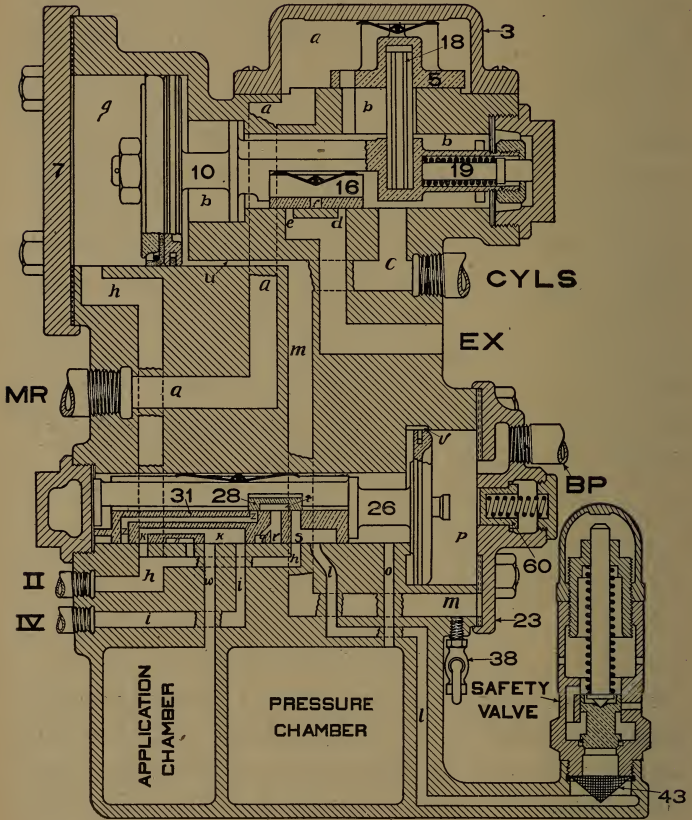 3
18
a
g
a
5
b
7
10
b
b
19
16
r
e
d
c
CYLS
u
h
a
m
EX
MR
a
BP
31
28
26
p
60
II
h
k
w
i
h
5
l
o
m
IV
i
23
38
APPLICATION
CHAMBER
PRESSURE
CHAMBER
l
SAFETY
VALVE
43